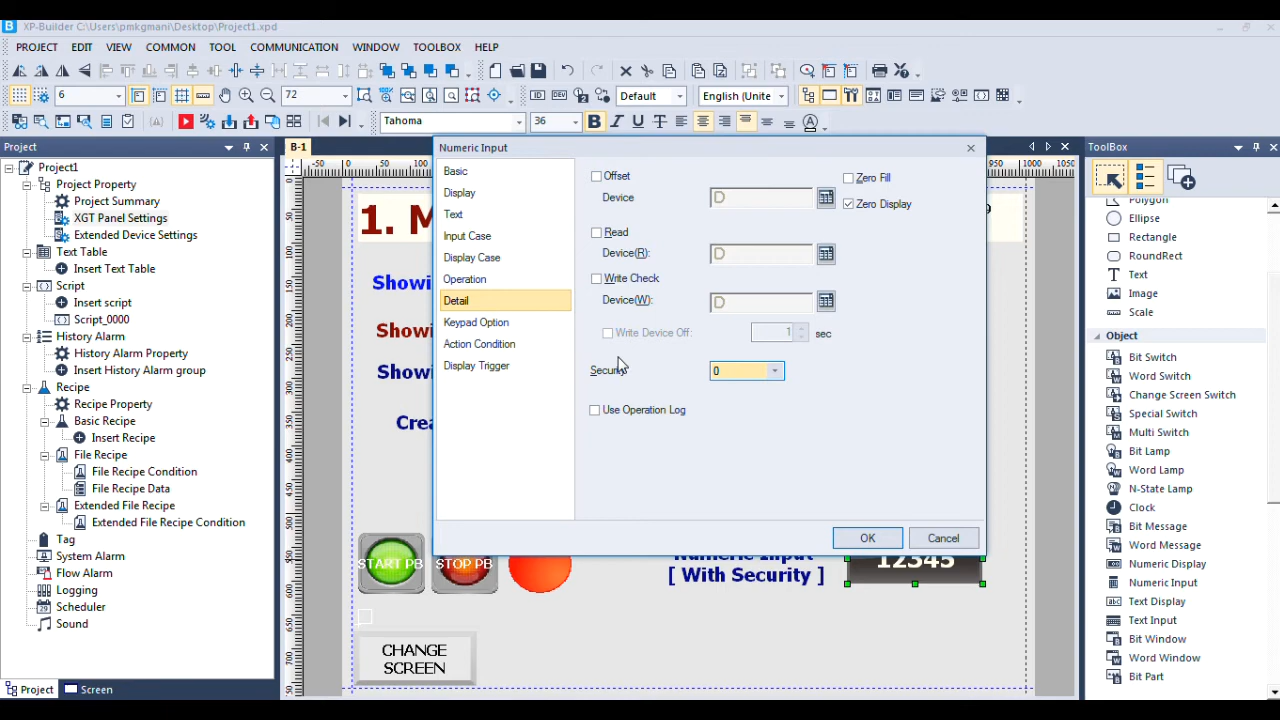 XP-Builder C:\Users\pmkgmani\Desktop\Project1.xpd
PROJECT EDIT VIEW COMMON TOOL COMMUNICATION WINDOW TOOLBOX HELP
6 72 Default English (Unite
Tahoma 36 B I U T A
Project
B-1
ToolBox
Project1
Project Property
Project Summary
XGT Panel Settings
Extended Device Settings
Text Table
Insert Text Table
Script
Insert script
Script_0000
History Alarm
History Alarm Property
Insert History Alarm group
Recipe
Recipe Property
Basic Recipe
Insert Recipe
File Recipe
File Recipe Condition
File Recipe Data
Extended File Recipe
Extended File Recipe Condition
Tag
System Alarm
Flow Alarm
Logging
Scheduler
Sound
Project Screen
-50 0 50 100
950 1000 1050
1. M
9
Showi
Showi
Showi
Crea
START PB STOP PB
Numeric Input
[ With Security ]
12345
CHANGE
SCREEN
Numeric Input
Basic
Display
Text
Input Case
Display Case
Operation
Detail
Keypad Option
Action Condition
Display Trigger
Offset
Zero Fill
Device D
Zero Display
Read
Device(R): D
Write Check
Device(W): D
Write Device Off: 1 sec
Security 0
Use Operation Log
OK Cancel
Polygon
Ellipse
Rectangle
RoundRect
Text
Image
Scale
Object
Bit Switch
Word Switch
Change Screen Switch
Special Switch
Multi Switch
Bit Lamp
Word Lamp
N-State Lamp
Clock
Bit Message
Word Message
Numeric Display
Numeric Input
Text Display
Text Input
Bit Window
Word Window
Bit Part